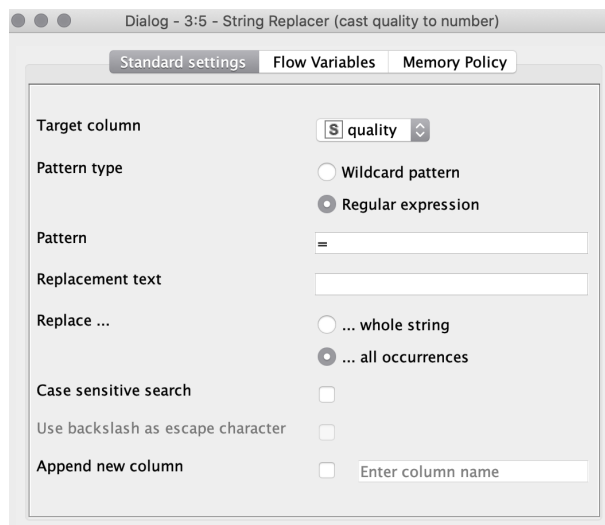 Dialog - 3:5 - String Replacer (cast quality to number)
Standard settings Flow Variables Memory Policy
Target column S quality
Pattern type Wildcard pattern
Regular expression
Pattern =
Replacement text
Replace ... ... whole string
... all occurrences
Case sensitive search
Use backslash as escape character
Append new column Enter column name